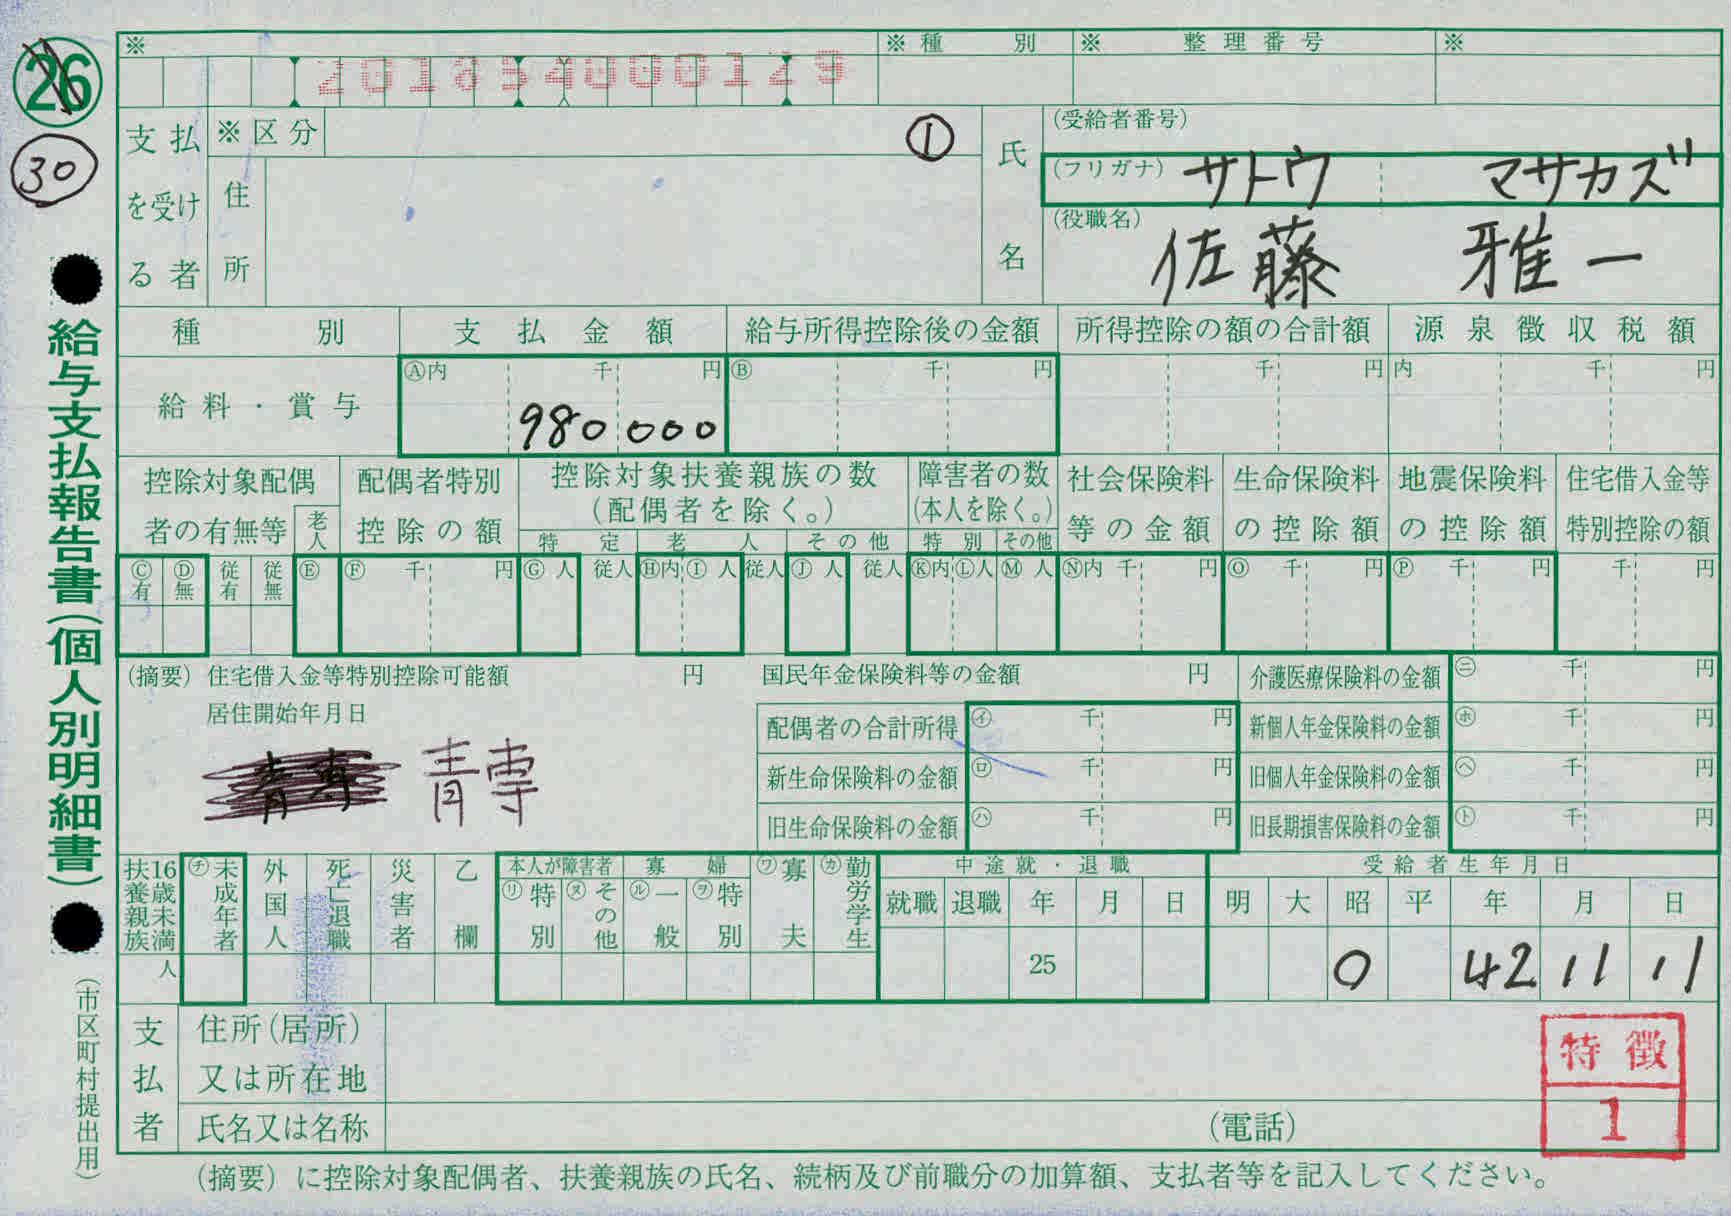 26
30
給与支払報告書(個人別明細書)
(市区町村提出用)
※ ※種別 ※ 整理番号 ※
201854000129
支払を受ける者
※区分 ①
住所
氏名
(受給者番号)
(フリガナ) サトウ マサカズ
(役職名)
佐藤 雅一
種別 支払金額 給与所得控除後の金額 所得控除の額の合計額 源泉徴収税額
給料・賞与
Ⓐ内 千 円 Ⓑ 千 円 千 円 内 千 円
980 000
控除対象配偶者の有無等 老人
配偶者特別控除の額
控除対象扶養親族の数(配偶者を除く。)
特定 老人 その他
障害者の数(本人を除く。)
特別 その他
社会保険料等の金額
生命保険料の控除額
地震保険料の控除額
住宅借入金等特別控除の額
Ⓒ有 Ⓓ無 従有 従無 Ⓔ Ⓕ 千 円 Ⓖ 人 従人 Ⓗ内 Ⓘ 人 従人 Ⓙ 人 従人 Ⓚ内 Ⓛ人 Ⓜ 人 Ⓝ内 千 円 Ⓞ 千 円 Ⓟ 千 円 千 円
(摘要) 住宅借入金等特別控除可能額 円 国民年金保険料等の金額 円
居住開始年月日
青専 青専
配偶者の合計所得 ㋑ 千 円
新生命保険料の金額 ㋺ 千 円
旧生命保険料の金額 ㋩ 千 円
介護医療保険料の金額 ㋥ 千 円
新個人年金保険料の金額 ㋭ 千 円
旧個人年金保険料の金額 ㋬ 千 円
旧長期損害保険料の金額 ㋣ 千 円
16歳未満扶養親族 人
㋠未成年者
外国人
死亡退職
災害者
乙欄
本人が障害者
㋷特別 ㋦その他
寡婦
㋸一般 ㋾特別
㋻寡夫
㋕勤労学生
中途就・退職
就職 退職 年 月 日
25
受給者生年月日
明 大 昭 平 年 月 日
0 42 11 11
支払者
住所(居所)又は所在地
氏名又は名称
(電話)
特徴
1
(摘要)に控除対象配偶者、扶養親族の氏名、続柄及び前職分の加算額、支払者等を記入してください。